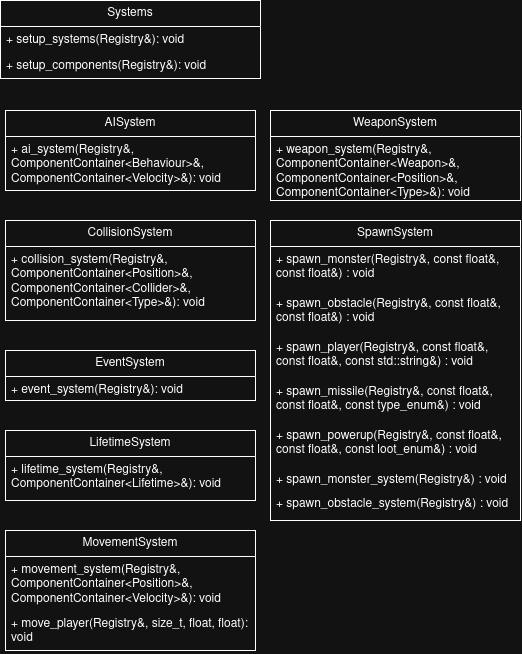 Systems
+ setup_systems(Registry&): void
+ setup_components(Registry&): void
AISystem
+ ai_system(Registry&,
ComponentContainer<Behaviour>&,
ComponentContainer<Velocity>&): void
WeaponSystem
+ weapon_system(Registry&,
ComponentContainer<Weapon>&,
ComponentContainer<Position>&,
ComponentContainer<Type>&): void
CollisionSystem
+ collision_system(Registry&,
ComponentContainer<Position>&,
ComponentContainer<Collider>&,
ComponentContainer<Type>&): void
SpawnSystem
+ spawn_monster(Registry&, const float&,
const float&) : void
+ spawn_obstacle(Registry&, const float&,
const float&) : void
+ spawn_player(Registry&, const float&,
const float&, const std::string&) : void
+ spawn_missile(Registry&, const float&,
const float&, const type_enum&) : void
+ spawn_powerup(Registry&, const float&,
const float&, const loot_enum&) : void
+ spawn_monster_system(Registry&) : void
+ spawn_obstacle_system(Registry&) : void
EventSystem
+ event_system(Registry&): void
LifetimeSystem
+ lifetime_system(Registry&,
ComponentContainer<Lifetime>&): void
MovementSystem
+ movement_system(Registry&,
ComponentContainer<Position>&,
ComponentContainer<Velocity>&): void
+ move_player(Registry&, size_t, float, float):
void